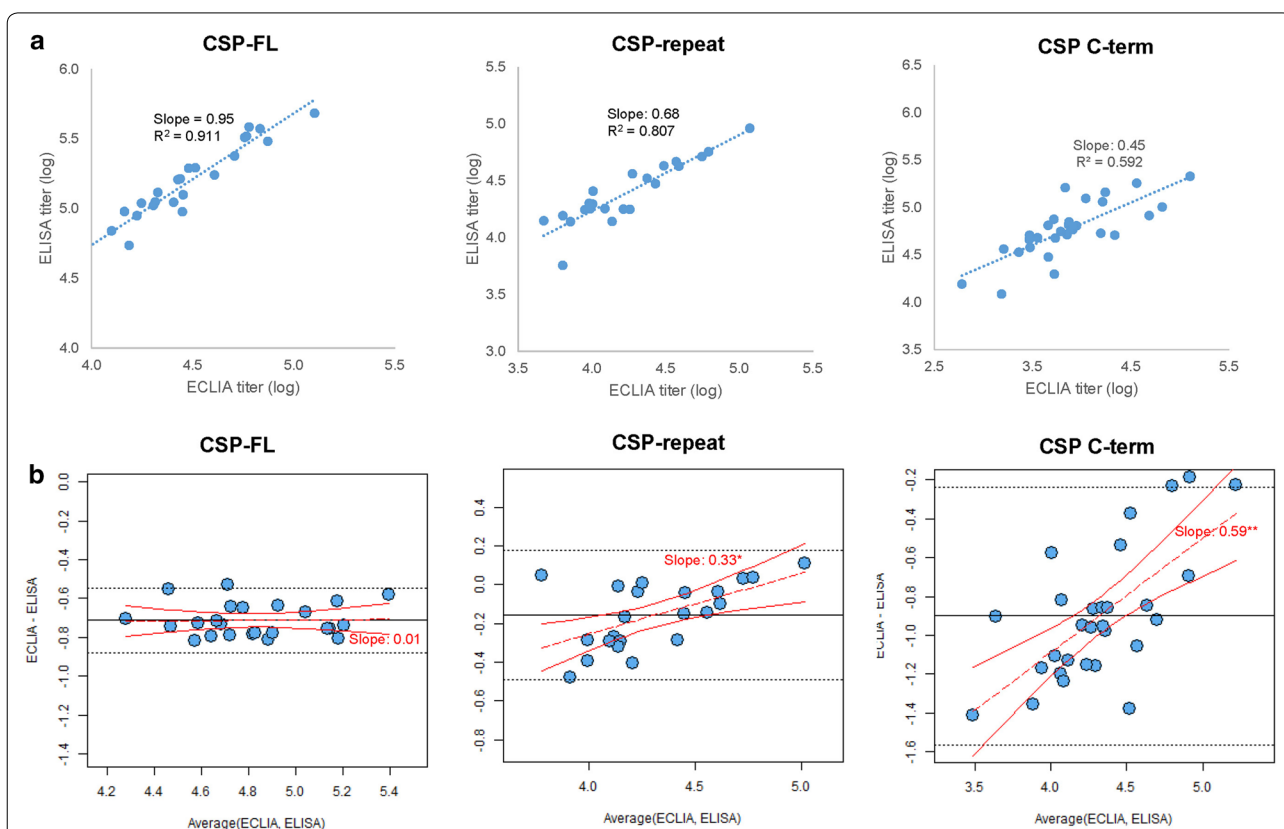 a
CSP-FL
CSP-repeat
CSP C-term
6.0
5.5
5.0
4.5
4.0
ELISA titer (log)
Slope = 0.95
R² = 0.911
4.0 4.5 5.0 5.5
ECLIA titer (log)
5.5
5.0
4.5
4.0
3.5
3.0
ELISA titer (log)
Slope: 0.68
R² = 0.807
3.5 4.0 4.5 5.0 5.5
ECLIA titer (log)
6.5
6.0
5.5
5.0
4.5
4.0
3.5
ELISA titer (log)
Slope: 0.45
R² = 0.592
2.5 3.5 4.5 5.5
ECLIA titer (log)
b
CSP-FL
CSP-repeat
CSP C-term
0.0
-0.2
-0.4
-0.6
-0.8
-1.0
-1.2
-1.4
ECLIA - ELISA
Slope: 0.01
4.2 4.4 4.6 4.8 5.0 5.2 5.4
Average(ECLIA, ELISA)
0.4
0.2
0.0
-0.2
-0.4
-0.6
-0.8
Slope: 0.33*
4.0 4.5 5.0
Average(ECLIA, ELISA)
-0.2
-0.4
-0.6
-0.8
-1.0
-1.2
-1.4
-1.6
ECLIA - ELISA
Slope: 0.59**
3.5 4.0 4.5 5.0
Average(ECLIA, ELISA)